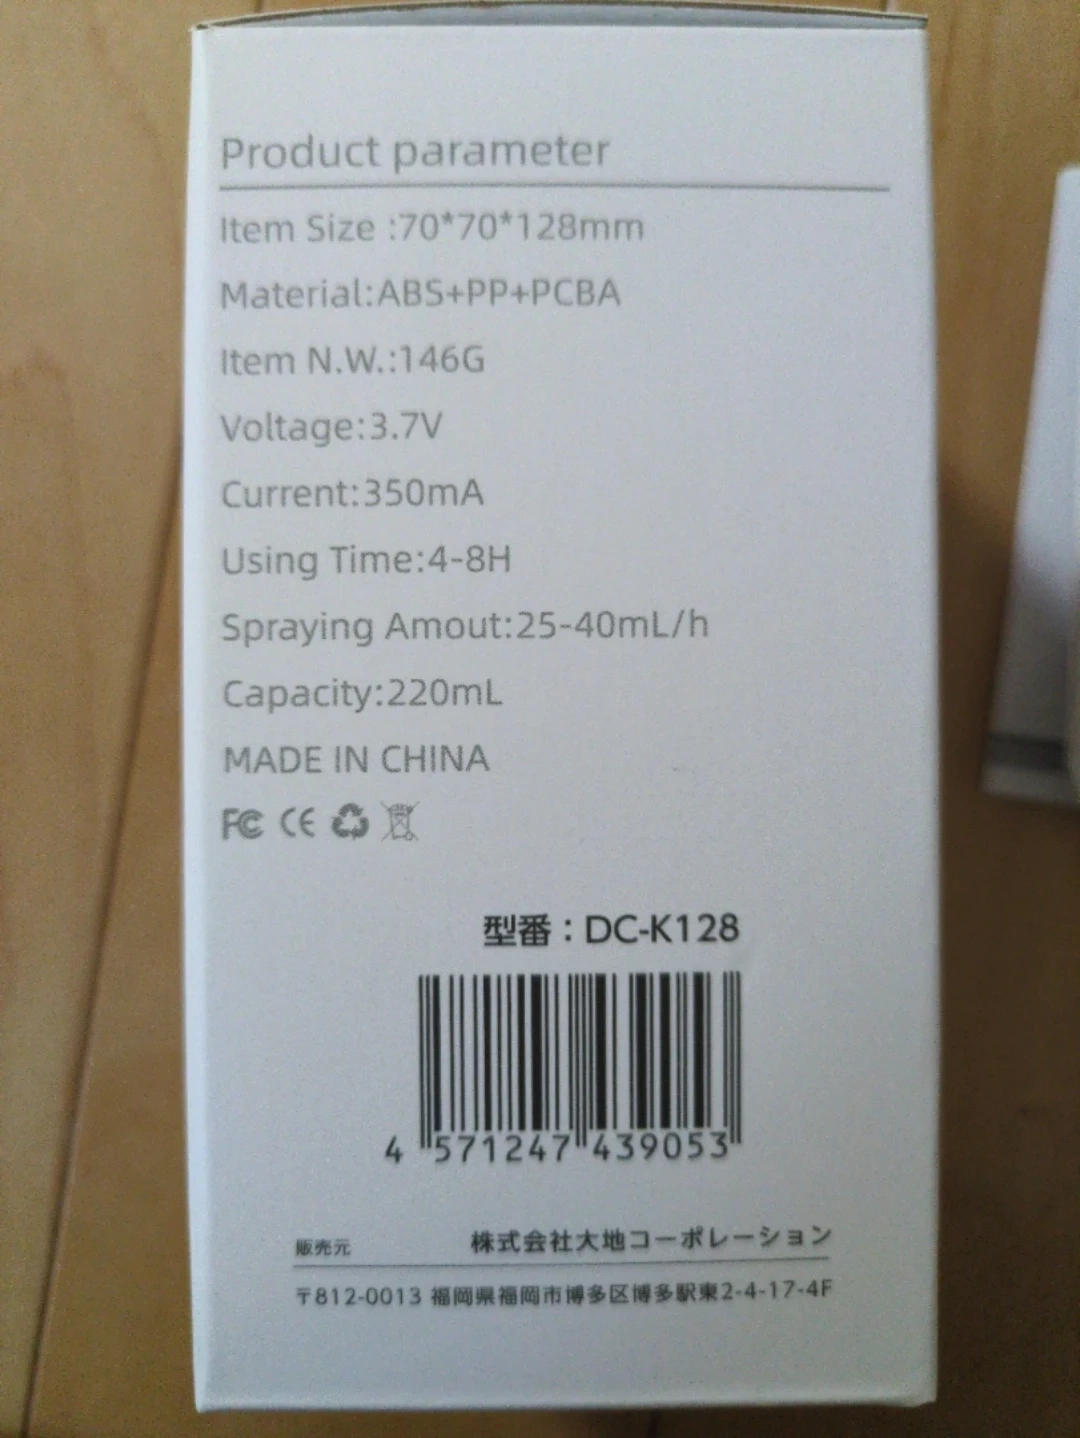 Product parameter
Item Size :70*70*128mm
Material:ABS+PP+PCBA
Item N.W.:146G
Voltage:3.7V
Current:350mA
Using Time:4-8H
Spraying Amout:25-40mL/h
Capacity:220mL
MADE IN CHINA
FC CE
型番：DC-K128
4 571247 439053
販売元 株式会社大地コーポレーション
〒812-0013 福岡県福岡市博多区博多駅東2-4-17-4F